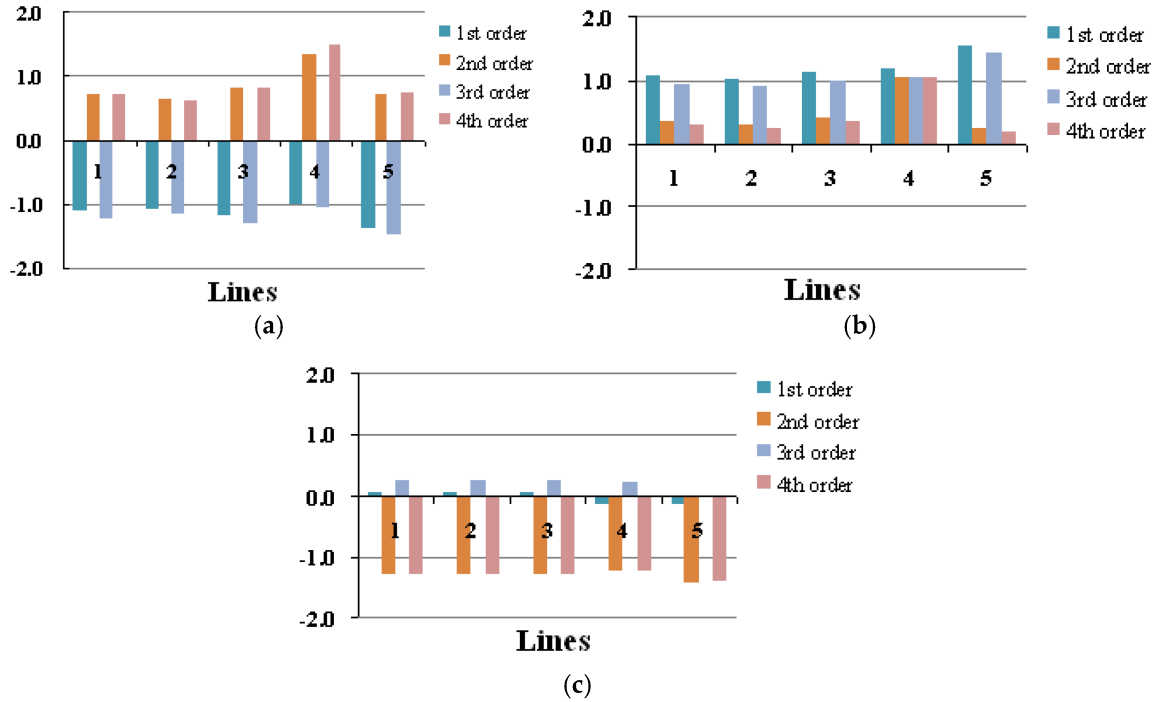 2.0
1.0
0.0
-1.0
-2.0
1 2 3 4 5
Lines
1st order
2nd order
3rd order
4th order
(a)
2.0
1.0
0.0
-1.0
-2.0
1 2 3 4 5
Lines
1st order
2nd order
3rd order
4th order
(b)
2.0
1.0
0.0
-1.0
-2.0
1 2 3 4 5
Lines
1st order
2nd order
3rd order
4th order
(c)